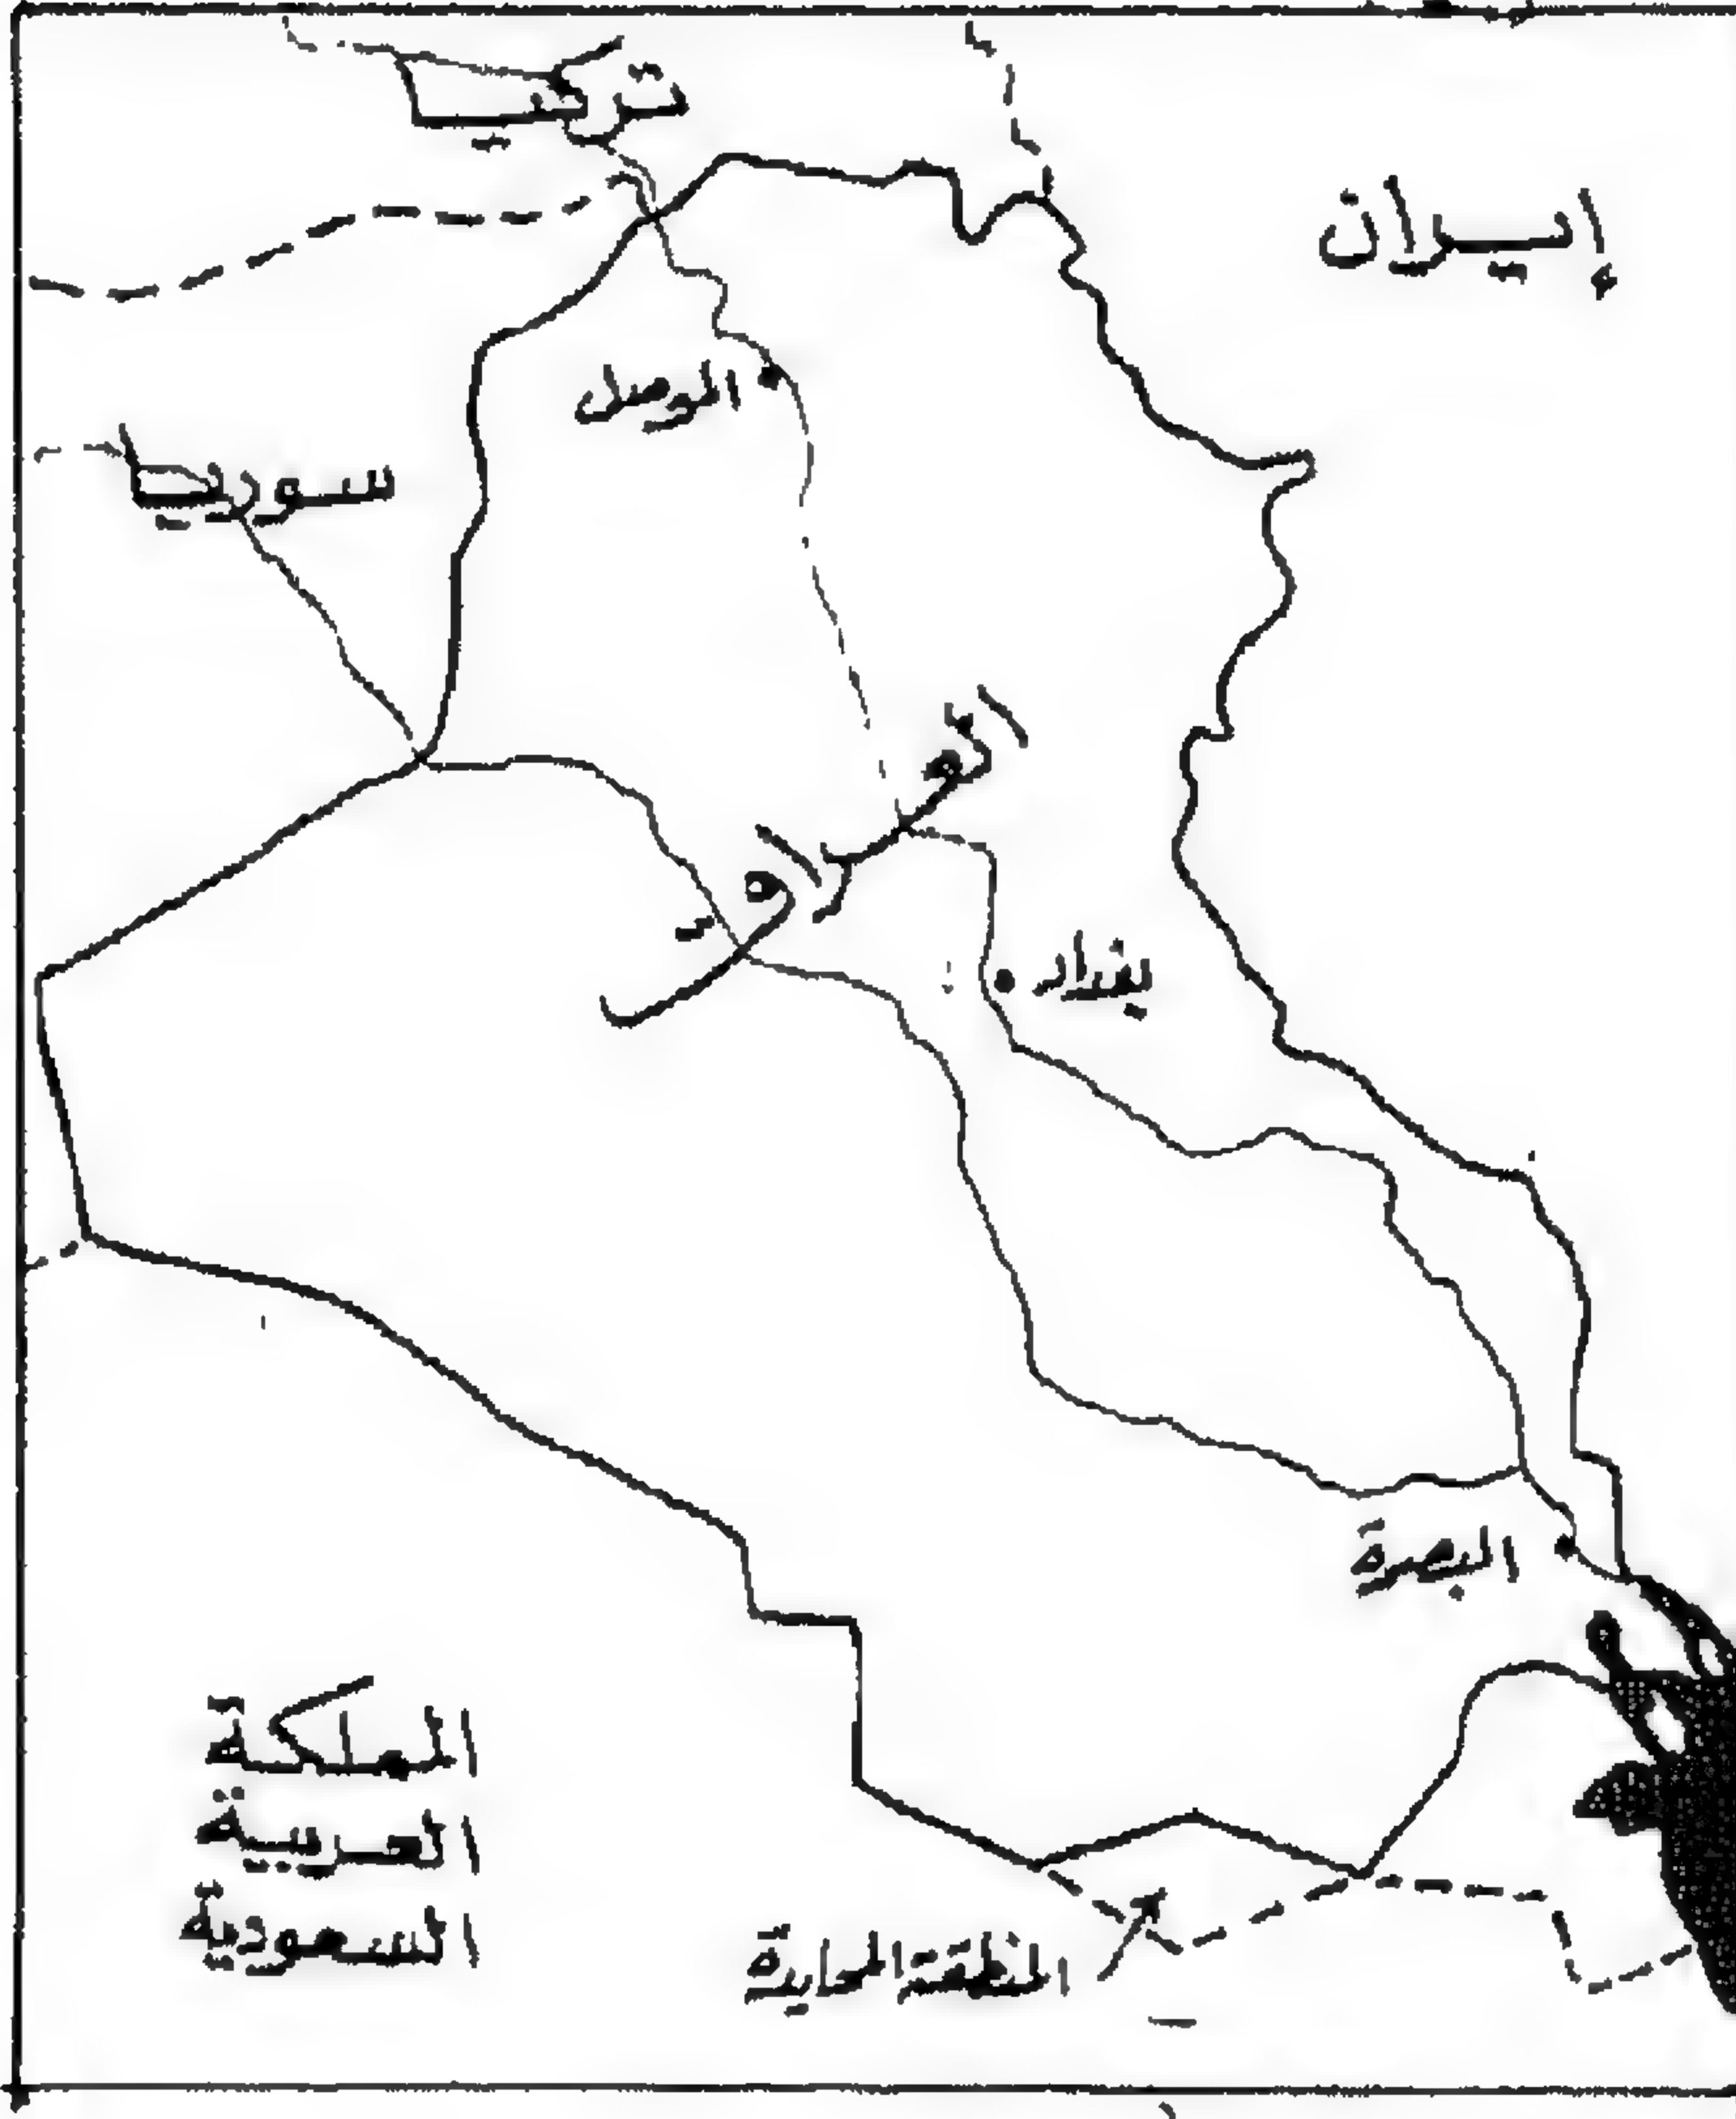 تركيا
إيران
الموصل
سوريا
العراق
بغداد
البصرة
المملكة
العربية
السعودية
المنطقة المحايدة